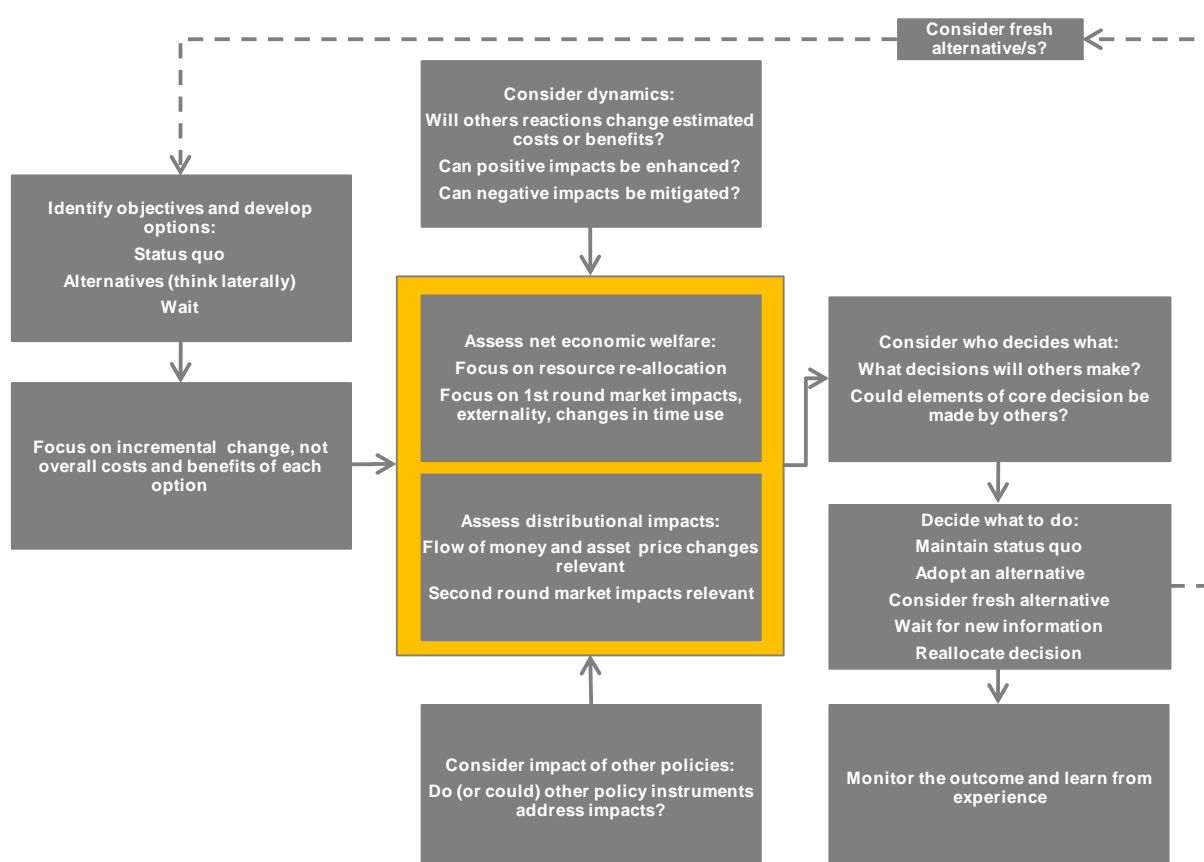 Consider fresh
alternative/s?
Consider dynamics:
Will others reactions change estimated
costs or benefits?
Can positive impacts be enhanced?
Can negative impacts be mitigated?
Identify objectives and develop
options:
Status quo
Alternatives (think laterally)
Wait
Focus on incremental change, not
overall costs and benefits of each
option
Assess net economic welfare:
Focus on resource re-allocation
Focus on 1st round market impacts,
externality, changes in time use
Assess distributional impacts:
Flow of money and asset price changes
relevant
Second round market impacts relevant
Consider impact of other policies:
Do (or could) other policy instruments
address impacts?
Consider who decides what:
What decisions will others make?
Could elements of core decision be
made by others?
Decide what to do:
Maintain status quo
Adopt an alternative
Consider fresh alternative
Wait for new information
Reallocate decision
Monitor the outcome and learn from
experience